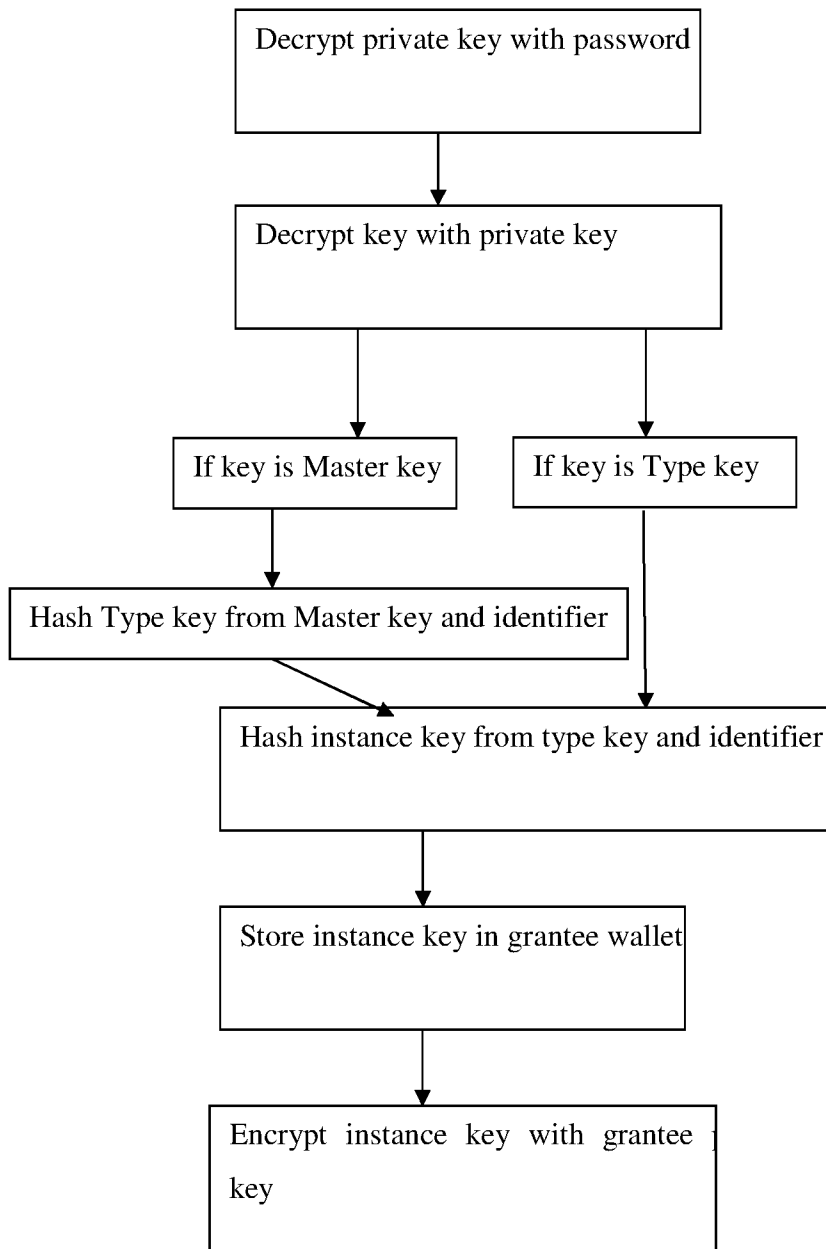 Decrypt private key with password
Decrypt key with private key
If key is Master key
If key is Type key
Hash Type key from Master key and identifier
Hash instance key from type key and identifier
Store instance key in grantee wallet
Encrypt instance key with grantee
key